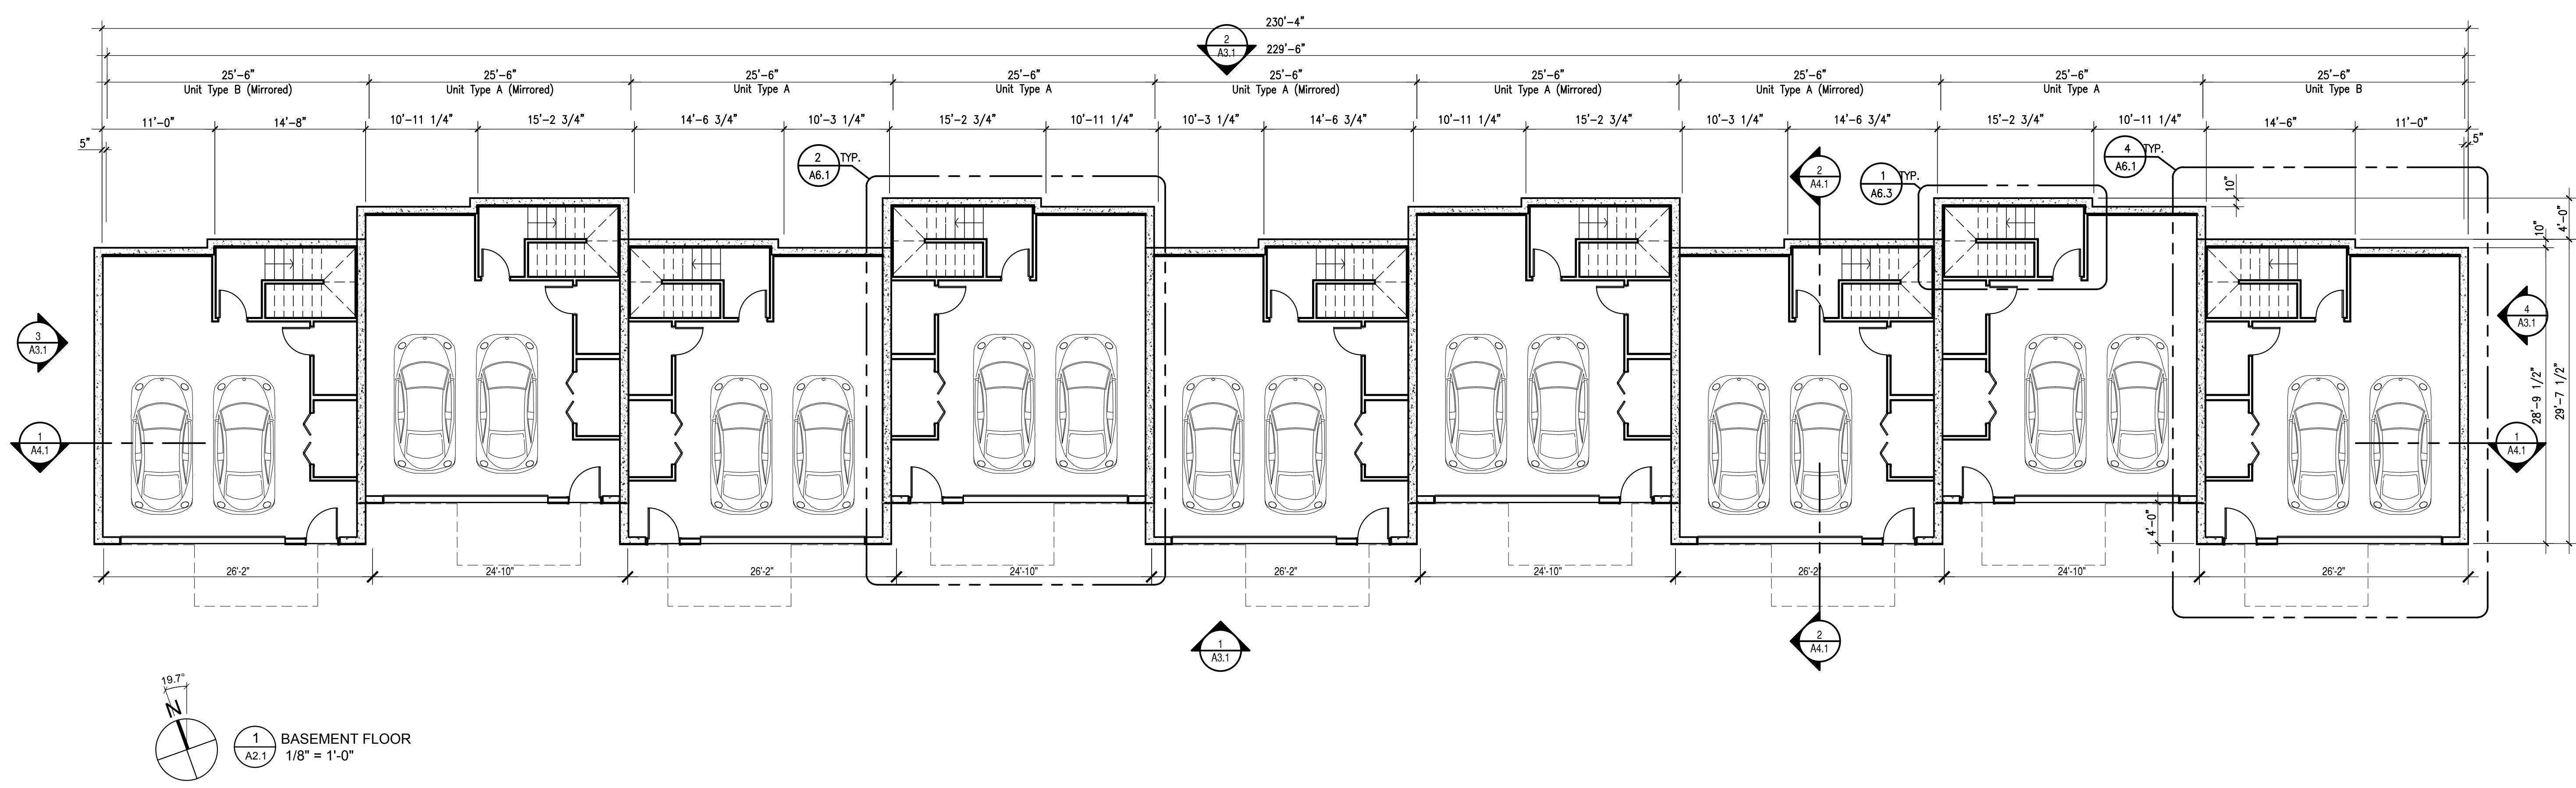 230'-4"
2
A3.1
229'-6"
25'-6" 25'-6" 25'-6" 25'-6" 25'-6" 25'-6" 25'-6" 25'-6" 25'-6"
Unit Type B (Mirrored) Unit Type A (Mirrored) Unit Type A Unit Type A Unit Type A (Mirrored) Unit Type A (Mirrored) Unit Type A (Mirrored) Unit Type A Unit Type B
11'-0" 14'-8" 10'-11 1/4" 15'-2 3/4" 14'-6 3/4" 10'-3 1/4" 15'-2 3/4" 10'-11 1/4" 10'-3 1/4" 14'-6 3/4" 10'-11 1/4" 15'-2 3/4" 10'-3 1/4" 14'-6 3/4" 15'-2 3/4" 10'-11 1/4" 14'-6" 11'-0"
5" 5"
2 TYP.
A6.1
2
A4.1
1 TYP.
A6.3
4 TYP.
A6.1
10"
10"
4'-0"
3
A3.1
4
A3.1
28'-9 1/2"
29'-7 1/2"
1
A4.1
1
A4.1
4'-0"
26'-2" 24'-10" 26'-2" 24'-10" 26'-2" 24'-10" 26'-2" 24'-10" 26'-2"
1
A3.1
2
A4.1
19.7°
N
1 BASEMENT FLOOR
A2.1 1/8" = 1'-0"